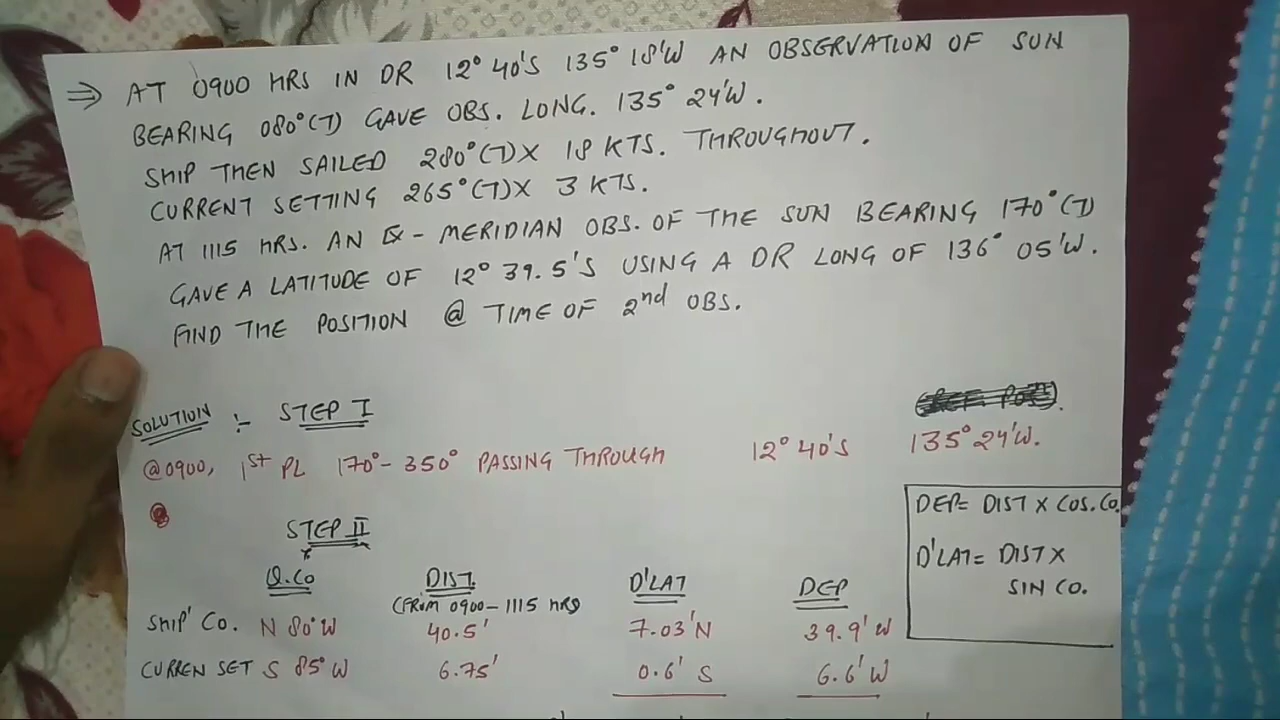 ⇒ AT 0900 HRS IN DR 12° 40'S 135° 18'W AN OBSERVATION OF SUN
BEARING 080°(T) GAVE OBS. LONG. 135° 24'W.
SHIP THEN SAILED 280°(T)X 18 KTS. THROUGHOUT.
CURRENT SETTING 265°(T)X 3 KTS.
AT 1115 HRS. AN EX-MERIDIAN OBS. OF THE SUN BEARING 170°(T)
GAVE A LATITUDE OF 12° 39.5'S USING A DR LONG OF 136° 05'W.
FIND THE POSITION @ TIME OF 2nd OBS.
SOLUTION :- STEP I
@0900, 1st PL 170°-350° PASSING THROUGH 12° 40'S 135° 24'W.
DEP= DIST X COS. CO.
D'LAT= DIST X
SIN CO.
STEP II
Q.CO DIST. D'LAT DEP
(FROM 0900-1115 HRS)
SHIP' CO. N 80° W 40.5' 7.03'N 39.9' W
CURREN SET S 85° W 6.75' 0.6' S 6.6' W